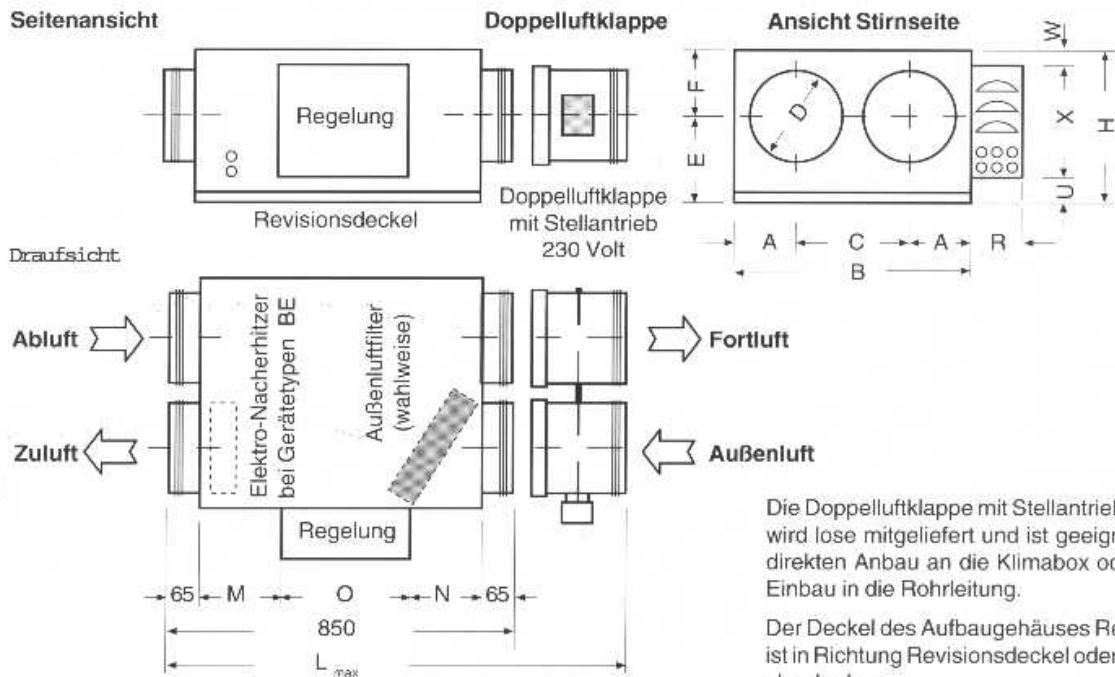 Seitenansicht
Doppelluftklappe
Ansicht Stirnseite
Regelung
Revisionsdeckel
Doppelluftklappe
mit Stellantrieb
230 Volt
F
E
D
W
X
H
U
A
C
A
R
B
Draufsicht
Abluft
Zuluft
Elektro-Nacherhitzer
bei Gerätetypen BE
Außenluftfilter
(wahlweise)
Fortluft
Außenluft
Regelung
65
M
O
N
65
850
L max
Die Doppelluftklappe mit Stellantrieb
wird lose mitgeliefert und ist geeign
direkten Anbau an die Klimabox od
Einbau in die Rohrleitung.
Der Deckel des Aufbaugehäuses Re
ist in Richtung Revisionsdeckel oder